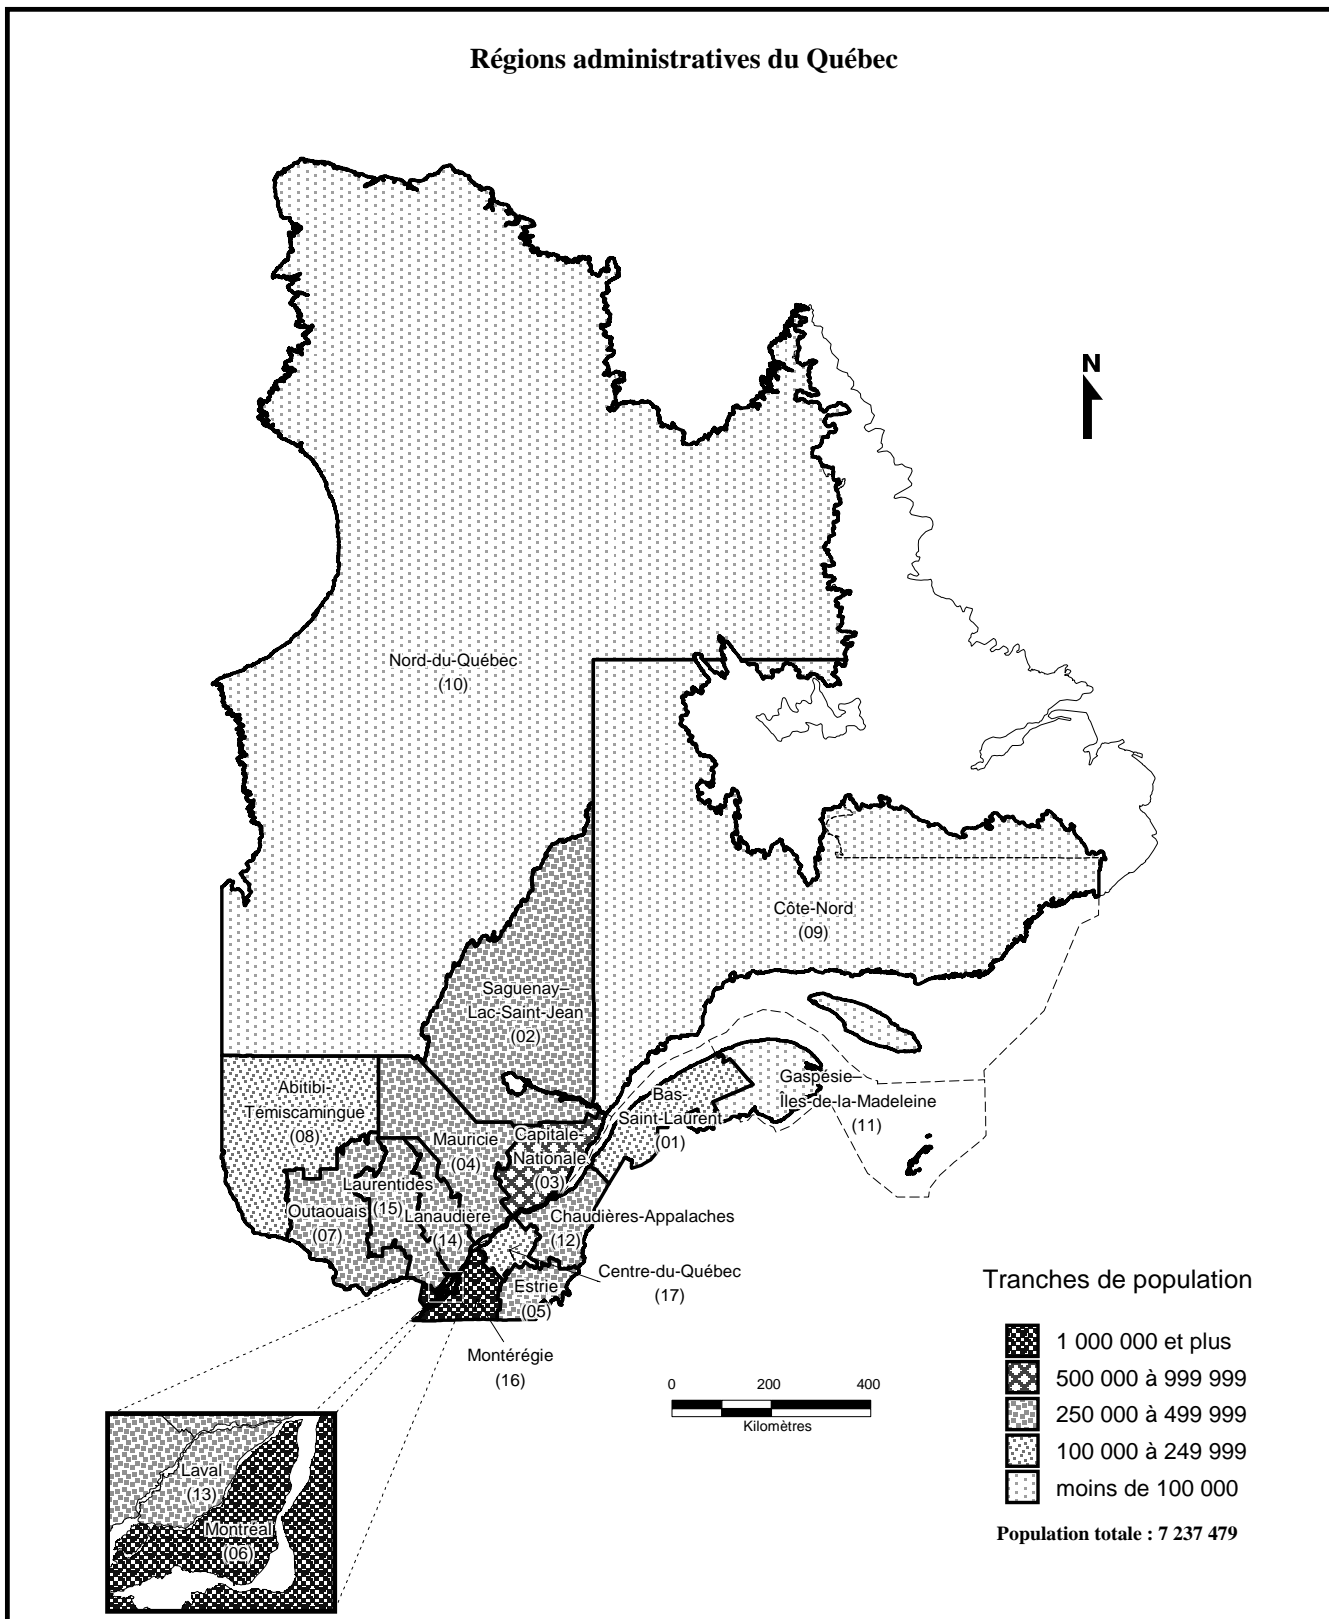 Régions administratives du Québec
N
Nord-du-Québec
(10)
Côte-Nord
(09)
Saguenay–
Lac-Saint-Jean
(02)
Abitibi-
Témiscamingue
(08)
Bas-
Saint-Laurent
(01)
Gaspésie–
Îles-de-la-Madeleine
(11)
Mauricie
(04)
Capitale-
Nationale
(03)
Laurentides
(15)
Outaouais
(07)
Lanaudière
(14)
Chaudières-Appalaches
(12)
Centre-du-Québec
(17)
Estrie
(05)
Montérégie
(16)
Laval
(13)
Montréal
(06)
0 200 400
Kilomètres
Tranches de population
1 000 000 et plus
500 000 à 999 999
250 000 à 499 999
100 000 à 249 999
moins de 100 000
Population totale : 7 237 479